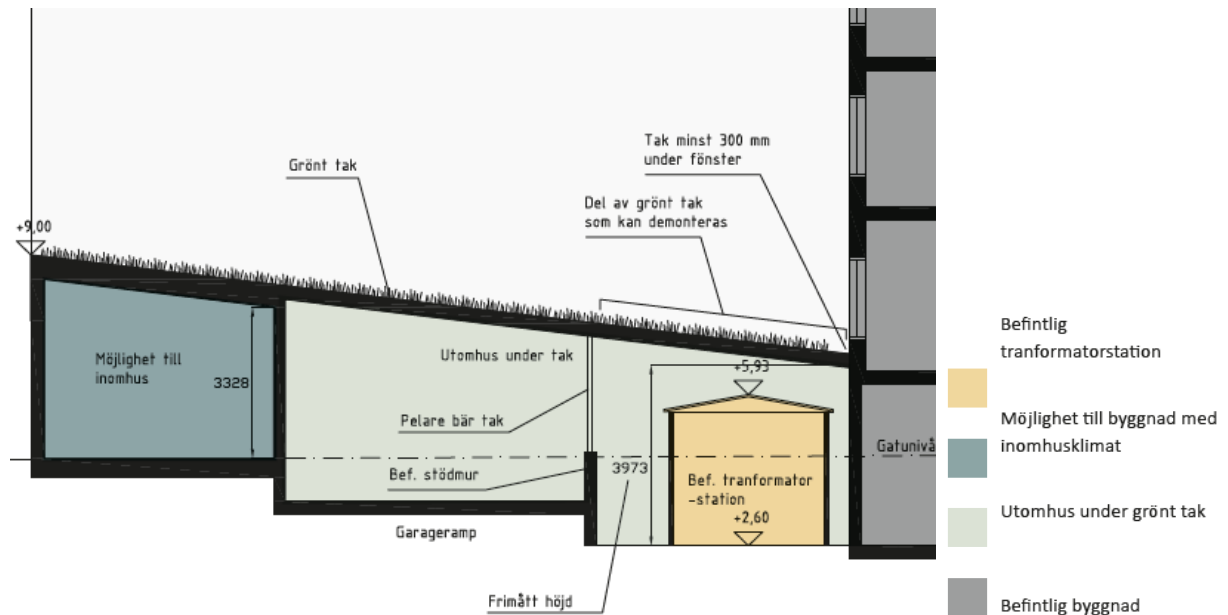 Tak minst 300 mm
under fönster
Grönt tak
Del av grönt tak
som kan demonteras
+9,00
Befintlig
tranformatorstation
Möjlighet till
inomhus
Utomhus under tak
+5,93
3328
Möjlighet till byggnad med
inomhusklimat
Pelare bär tak
Gatunivå
Bef. stödmur
3973
Bef. tranformator
-station
Utomhus under grönt tak
+2,60
Garageramp
Frimått höjd
Befintlig byggnad